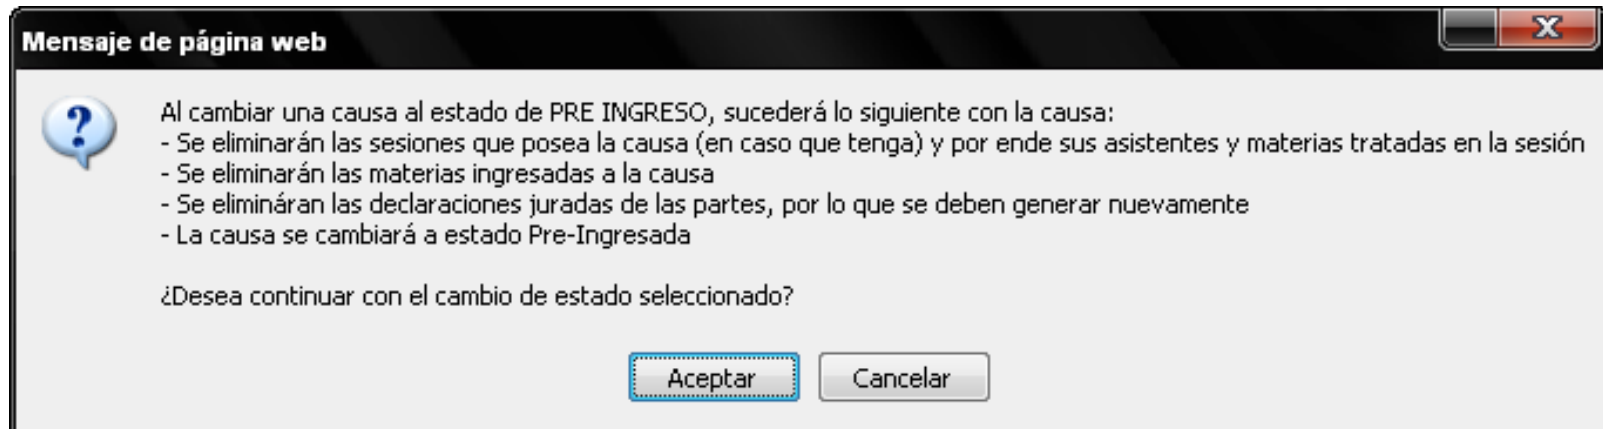 Mensaje de página web
Al cambiar una causa al estado de PRE INGRESO, sucederá lo siguiente con la causa:
- Se eliminarán las sesiones que posea la causa (en caso que tenga) y por ende sus asistentes y materias tratadas en la sesión
- Se eliminarán las materias ingresadas a la causa
- Se elimináran las declaraciones juradas de las partes, por lo que se deben generar nuevamente
- La causa se cambiará a estado Pre-Ingresada
¿Desea continuar con el cambio de estado seleccionado?
Aceptar Cancelar